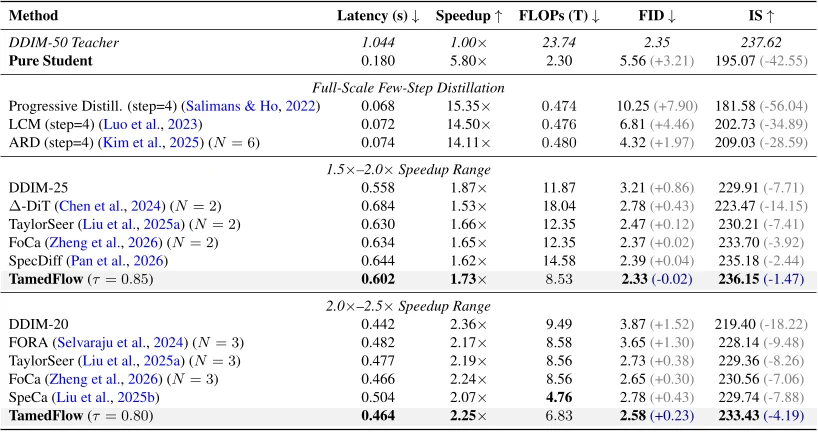 Method Latency (s) ↓ Speedup ↑ FLOPs (T) ↓ FID ↓ IS ↑
DDIM-50 Teacher 1.044 1.00× 23.74 2.35 237.62
Pure Student 0.180 5.80× 2.30 5.56 (+3.21) 195.07 (-42.55)
Full-Scale Few-Step Distillation
Progressive Distill. (step=4) (Salimans & Ho, 2022) 0.068 15.35× 0.474 10.25 (+7.90) 181.58 (-56.04)
LCM (step=4) (Luo et al., 2023) 0.072 14.50× 0.476 6.81 (+4.46) 202.73 (-34.89)
ARD (step=4) (Kim et al., 2025) (N = 6) 0.074 14.11× 0.480 4.32 (+1.97) 209.03 (-28.59)
1.5×–2.0× Speedup Range
DDIM-25 0.558 1.87× 11.87 3.21 (+0.86) 229.91 (-7.71)
Δ-DiT (Chen et al., 2024) (N = 2) 0.684 1.53× 18.04 2.78 (+0.43) 223.47 (-14.15)
TaylorSeer (Liu et al., 2025a) (N = 2) 0.630 1.66× 12.35 2.47 (+0.12) 230.21 (-7.41)
FoCa (Zheng et al., 2026) (N = 2) 0.634 1.65× 12.35 2.37 (+0.02) 233.70 (-3.92)
SpecDiff (Pan et al., 2026) 0.644 1.62× 14.58 2.39 (+0.04) 235.18 (-2.44)
TamedFlow (τ = 0.85) 0.602 1.73× 8.53 2.33 (-0.02) 236.15 (-1.47)
2.0×–2.5× Speedup Range
DDIM-20 0.442 2.36× 9.49 3.87 (+1.52) 219.40 (-18.22)
FORA (Selvaraju et al., 2024) (N = 3) 0.482 2.17× 8.58 3.65 (+1.30) 228.14 (-9.48)
TaylorSeer (Liu et al., 2025a) (N = 3) 0.477 2.19× 8.56 2.73 (+0.38) 229.36 (-8.26)
FoCa (Zheng et al., 2026) (N = 3) 0.466 2.24× 8.56 2.65 (+0.30) 230.56 (-7.06)
SpeCa (Liu et al., 2025b) 0.504 2.07× 4.76 2.78 (+0.43) 229.74 (-7.88)
TamedFlow (τ = 0.80) 0.464 2.25× 6.83 2.58 (+0.23) 233.43 (-4.19)